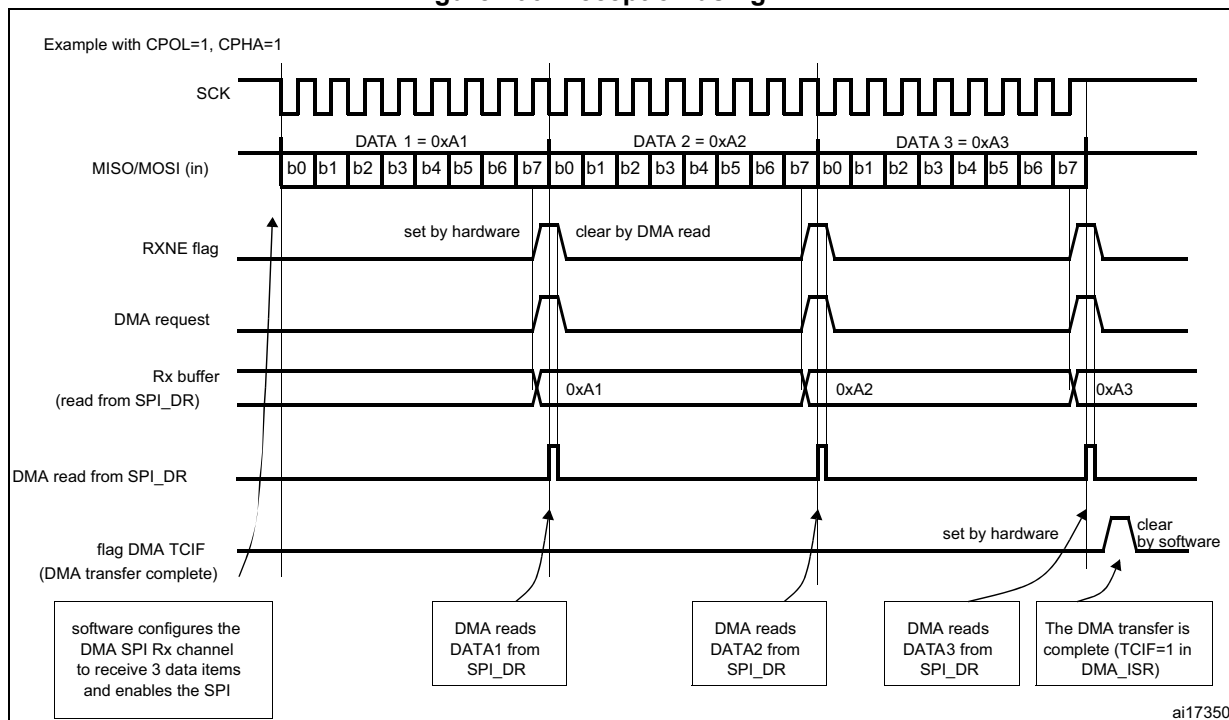 Example with CPOL=1, CPHA=1
SCK
DATA 1 = 0xA1
DATA 2 = 0xA2
DATA 3 = 0xA3
MISO/MOSI (in)
b0 b1 b2 b3 b4 b5 b6 b7 b0 b1 b2 b3 b4 b5 b6 b7 b0 b1 b2 b3 b4 b5 b6 b7
set by hardware
clear by DMA read
RXNE flag
DMA request
Rx buffer
(read from SPI_DR)
0xA1
0xA2
0xA3
DMA read from SPI_DR
set by hardware
clear
by software
flag DMA TCIF
(DMA transfer complete)
software configures the
DMA SPI Rx channel
to receive 3 data items
and enables the SPI
DMA reads
DATA1 from
SPI_DR
DMA reads
DATA2 from
SPI_DR
DMA reads
DATA3 from
SPI_DR
The DMA transfer is
complete (TCIF=1 in
DMA_ISR)
ai17350